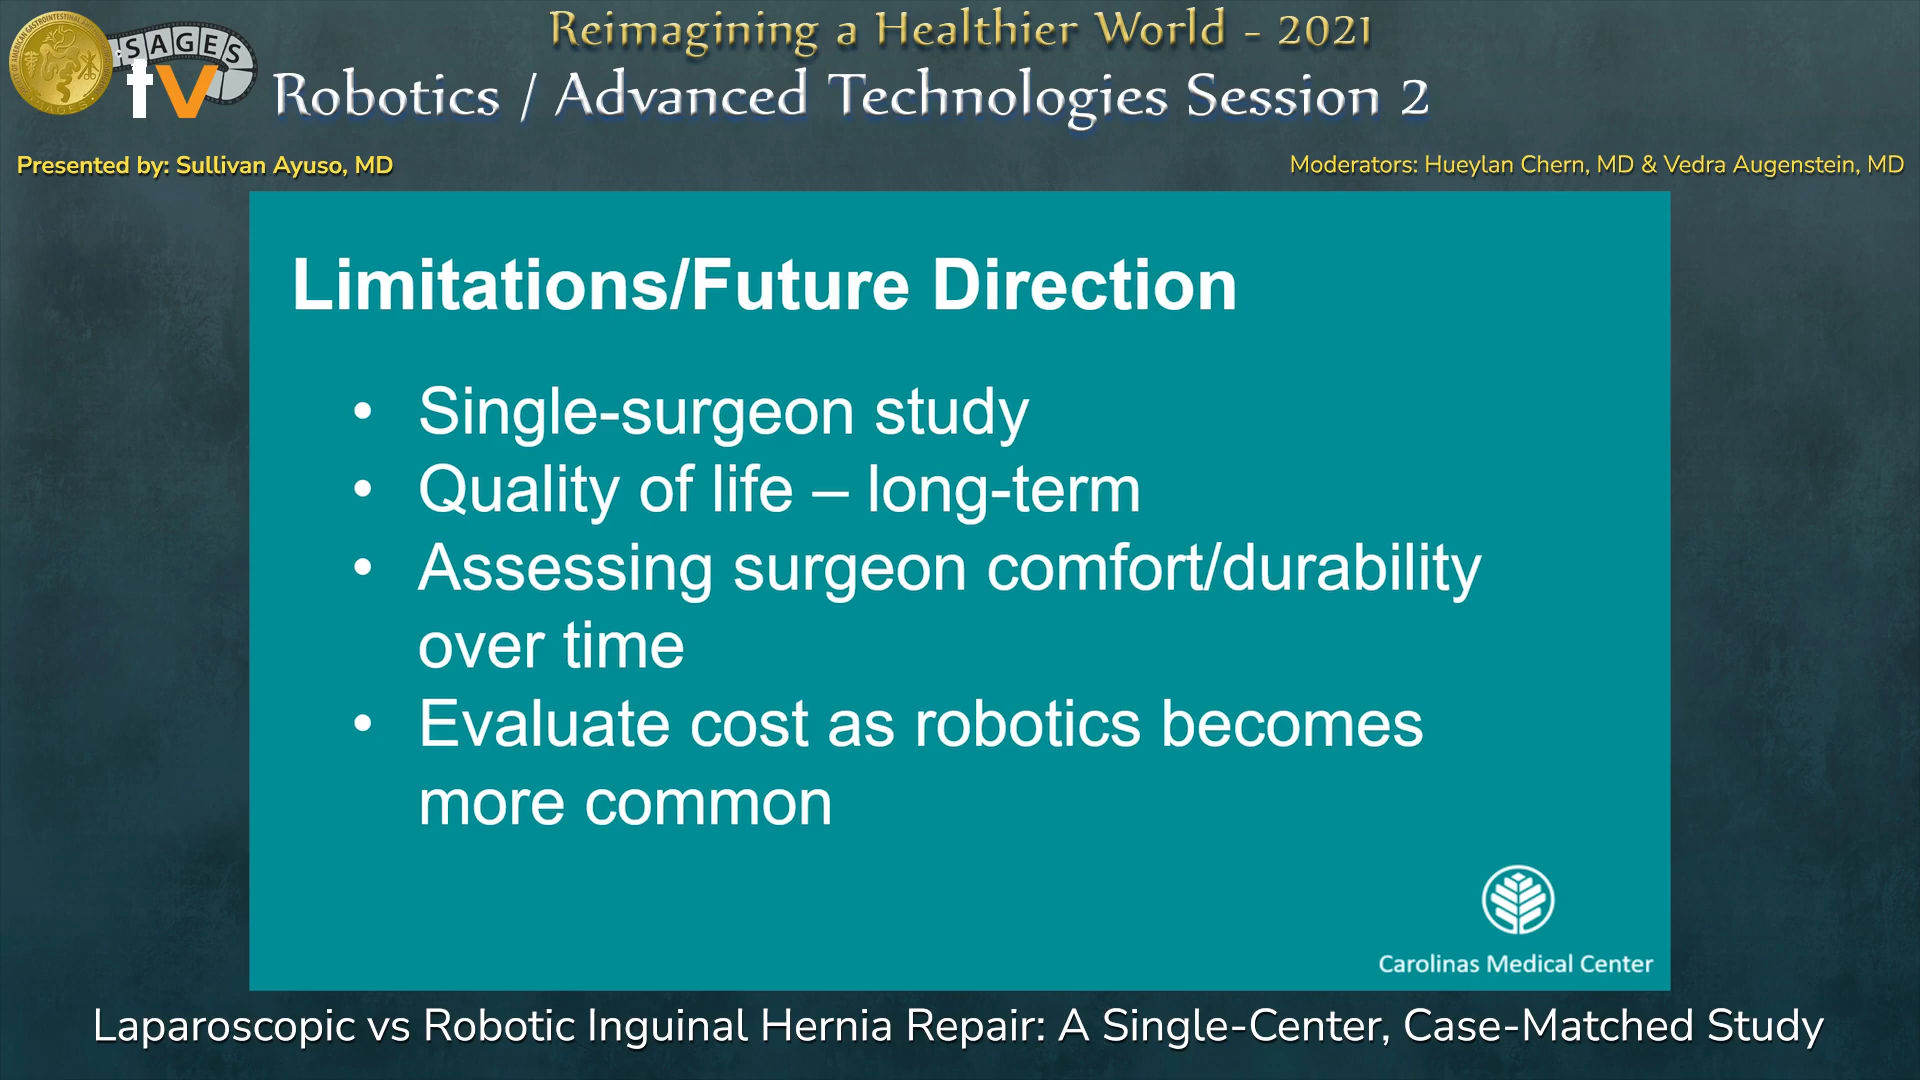 Reimagining a Healthier World - 2021
SAGES
tv
Robotics / Advanced Technologies Session 2
Presented by: Sullivan Ayuso, MD
Moderators: Hueylan Chern, MD & Vedra Augenstein, MD
Limitations/Future Direction
• Single-surgeon study
• Quality of life – long-term
• Assessing surgeon comfort/durability
over time
• Evaluate cost as robotics becomes
more common
Carolinas Medical Center
Laparoscopic vs Robotic Inguinal Hernia Repair: A Single-Center, Case-Matched Study